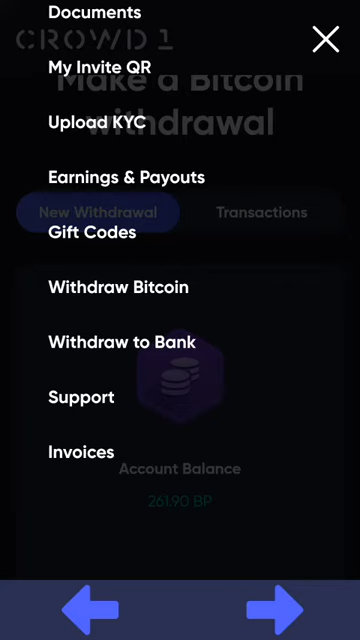 Documents
CROWD 1
My Invite QR
Make a Bitcoin
withdrawal
Upload KYC
Earnings & Payouts
New Withdrawal
Transactions
Gift Codes
Withdraw Bitcoin
Withdraw to Bank
Support
Invoices
Account Balance
261.90 BP